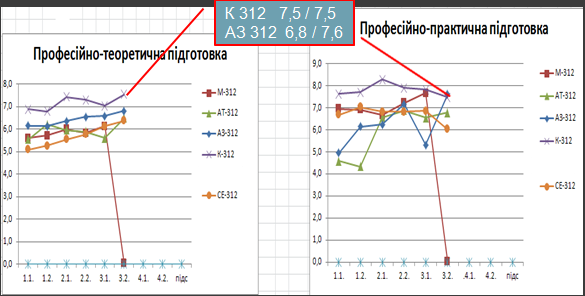 К 312 7,5 / 7,5
АЗ 312 6,8 / 7,6
Професійно-теоретична підготовка
8,0
7,0
6,0
5,0
4,0
3,0
2,0
1,0
0,0
1.1. 1.2. 2.1. 2.2. 3.1. 3.2. 4.1. 4.2. підс
М-312
АТ-312
АЗ-312
К-312
СЕ-312
Професійно-практична підготовка
9,0
8,0
7,0
6,0
5,0
4,0
3,0
2,0
1,0
0,0
1.1. 1.2. 2.1. 2.2. 3.1. 3.2. 4.1. 4.2. підс
М-312
АТ-312
АЗ-312
К-312
СЕ-312